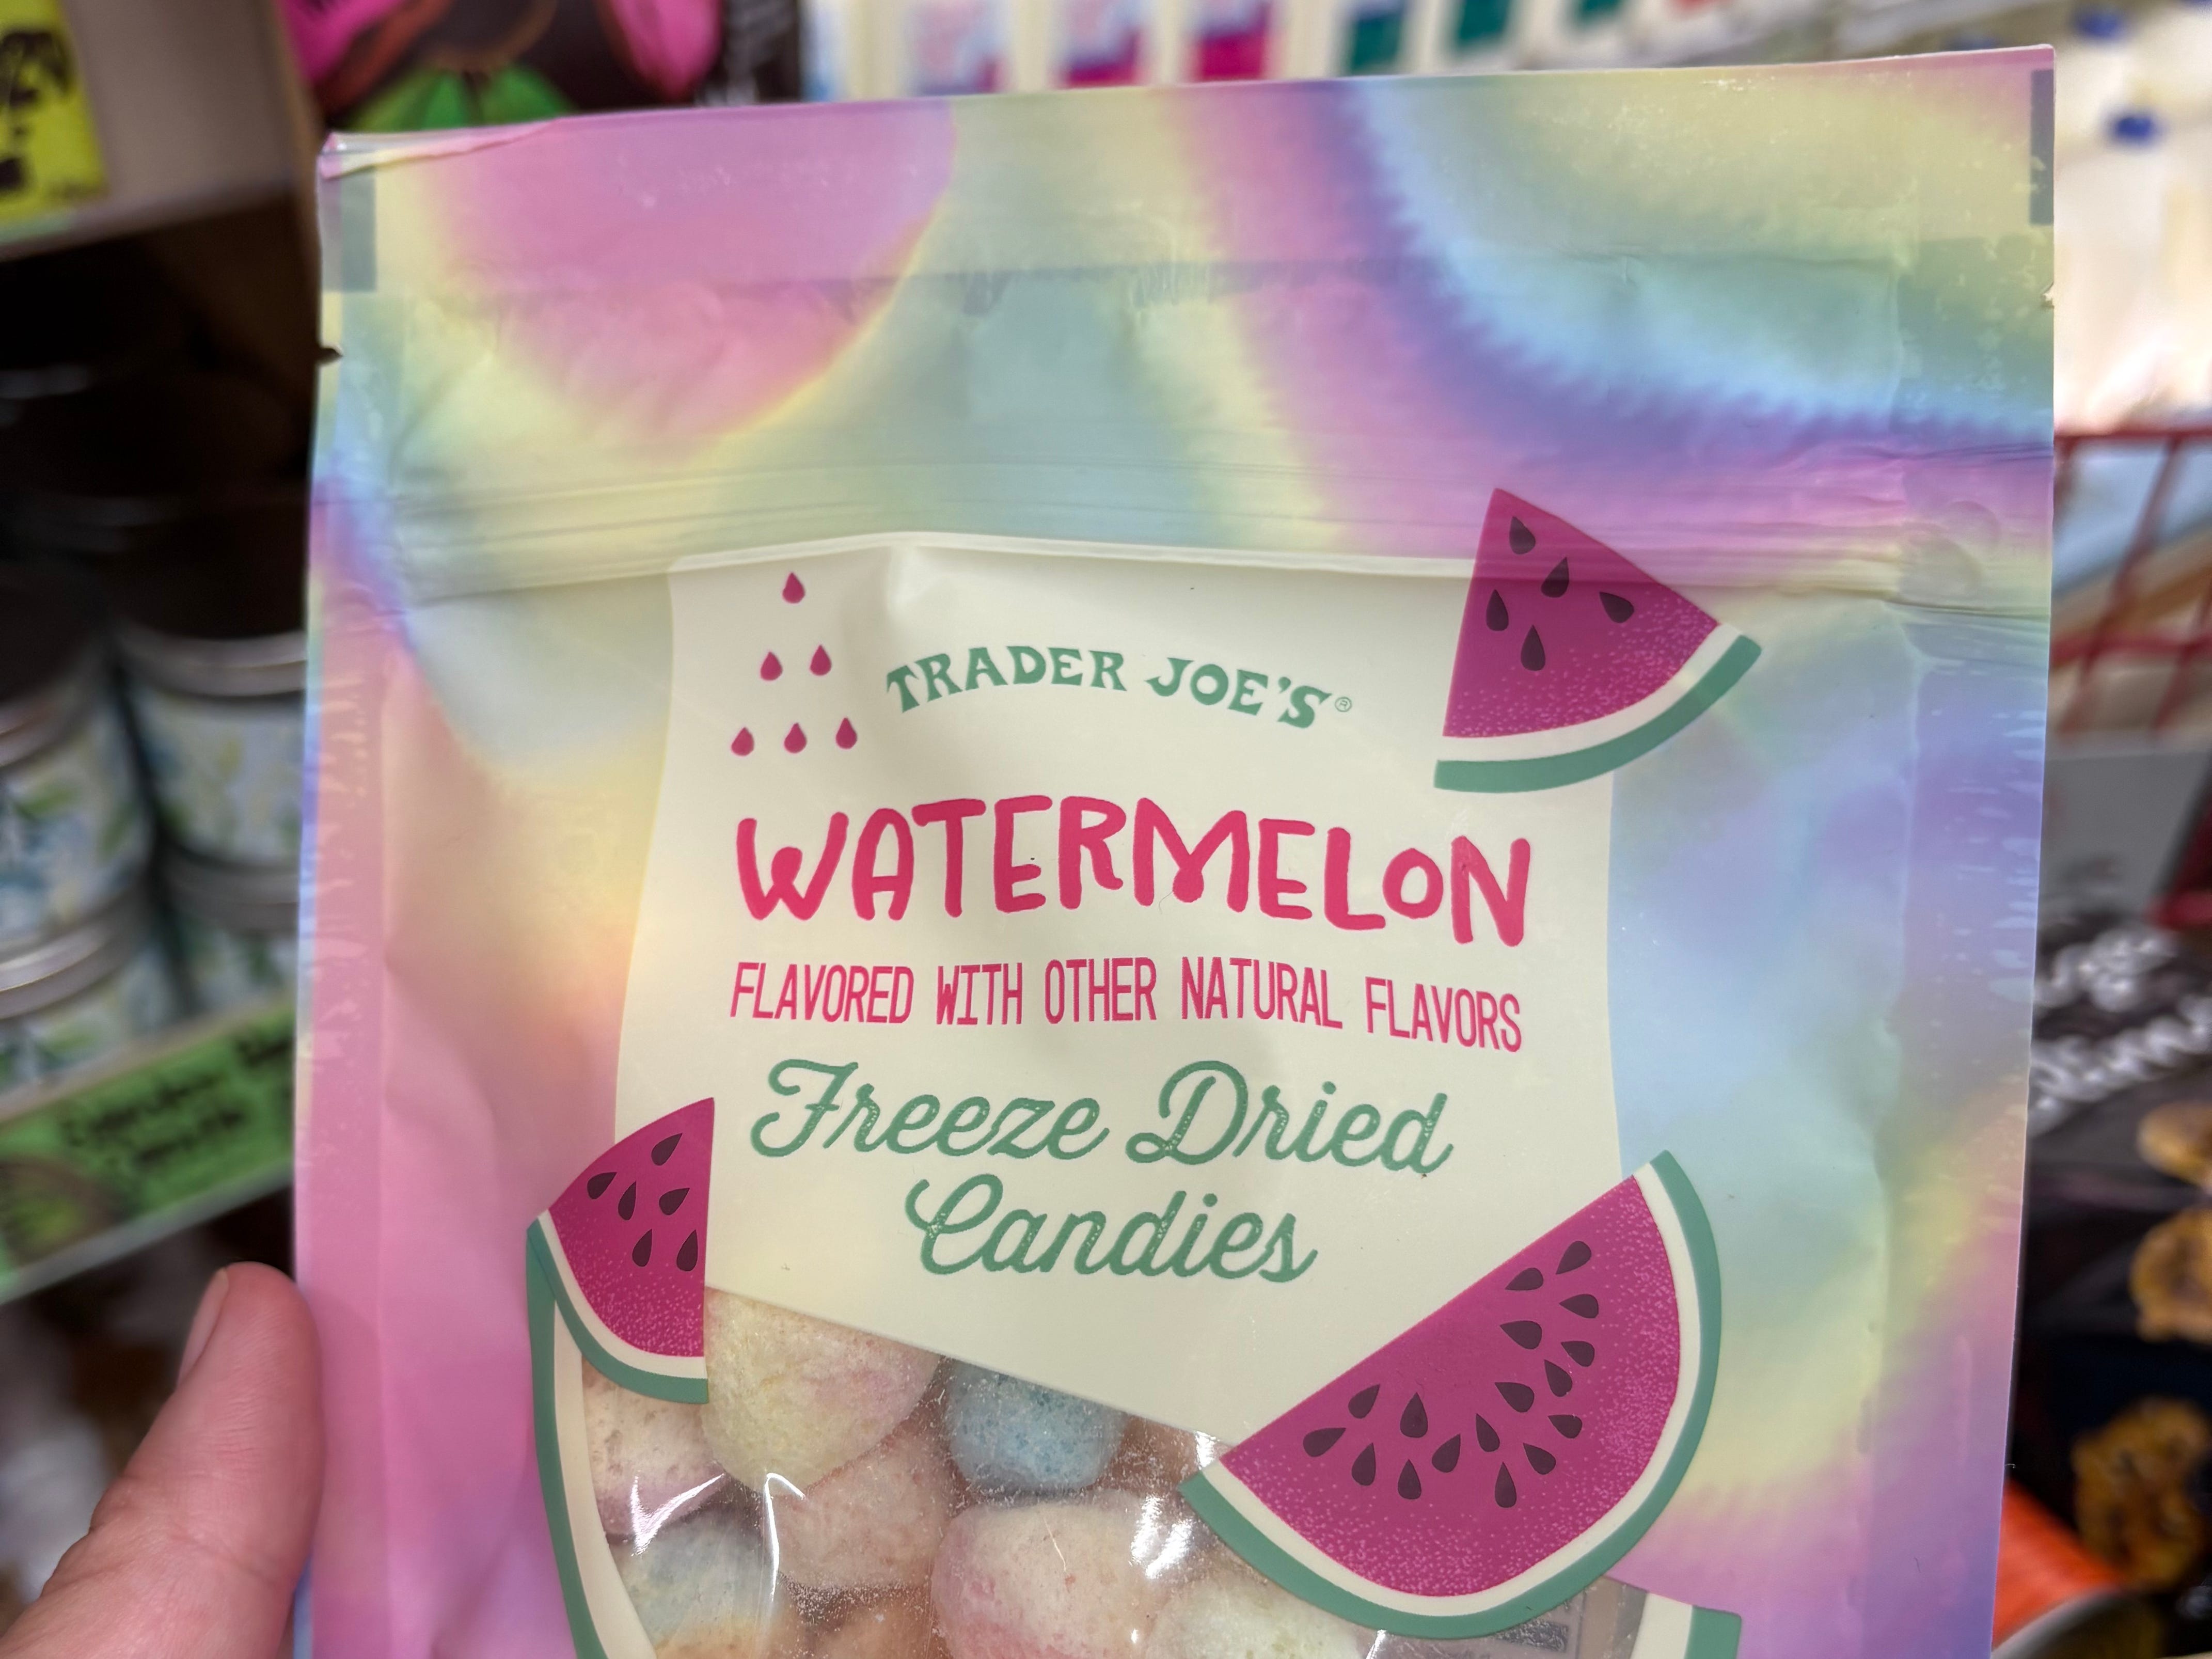 TRADER JOE'S®
WATERMELON
FLAVORED WITH OTHER NATURAL FLAVORS
Freeze Dried
Candies